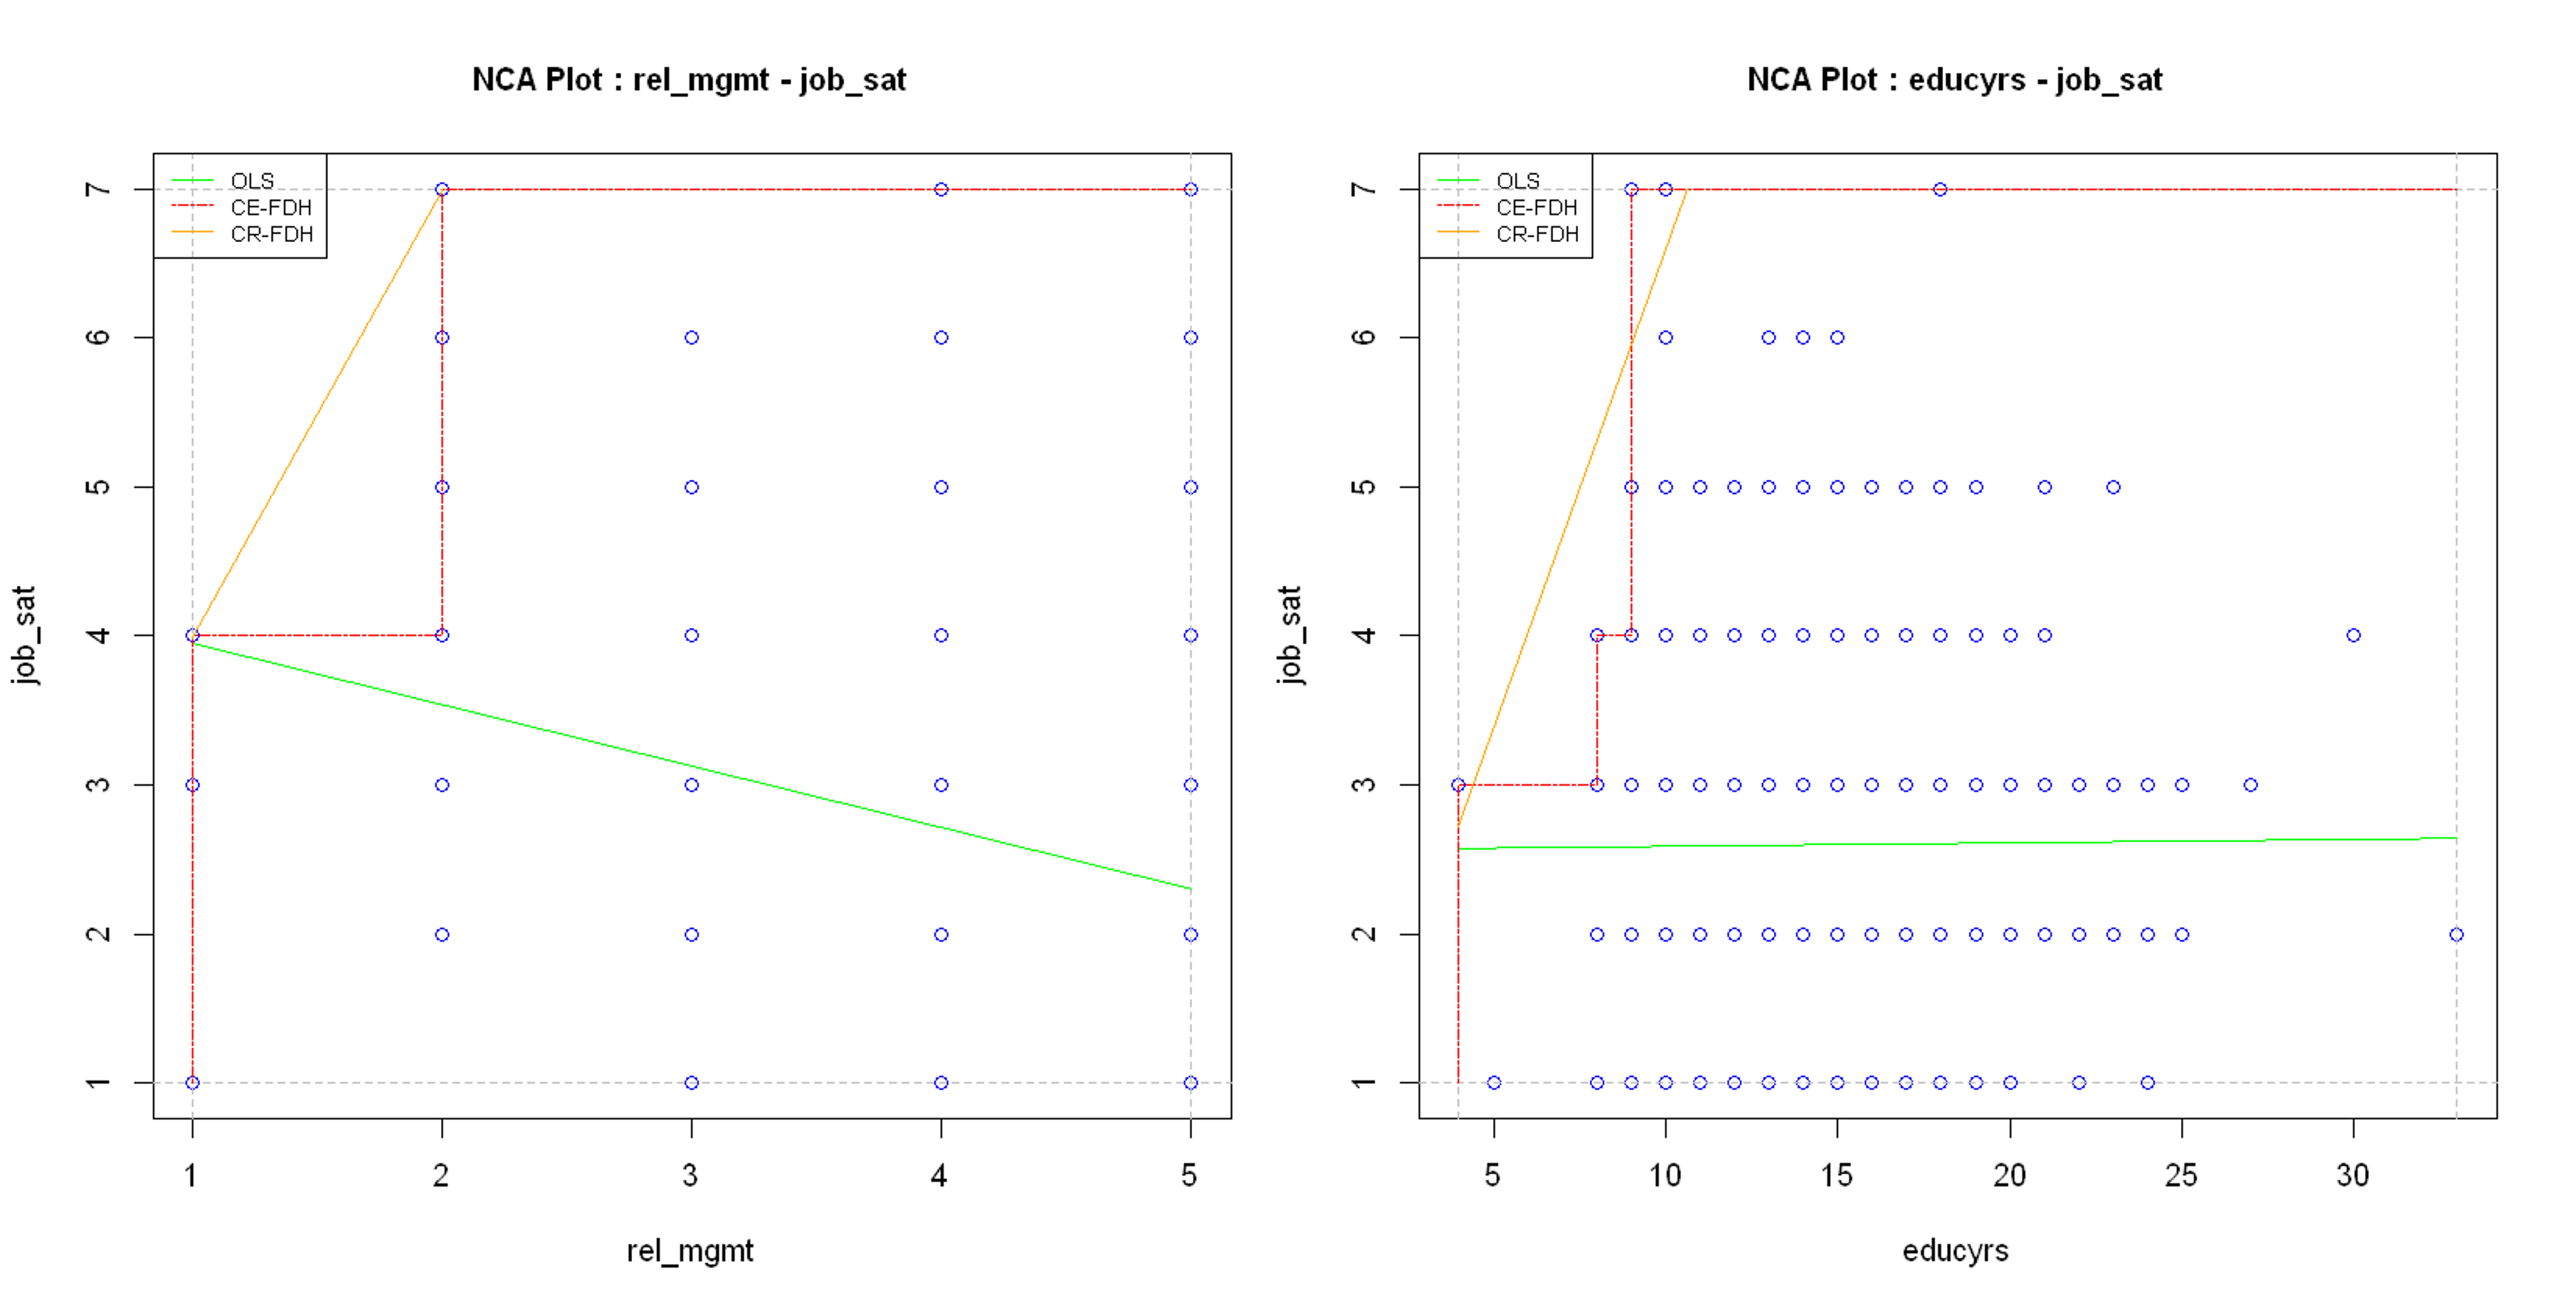 NCA Plot : rel_mgmt - job_sat
OLS
CE-FDH
CR-FDH
7
6
5
4
3
2
1
job_sat
1 2 3 4 5
rel_mgmt
NCA Plot : educyrs - job_sat
OLS
CE-FDH
CR-FDH
7
6
5
4
3
2
1
job_sat
5 10 15 20 25 30
educyrs